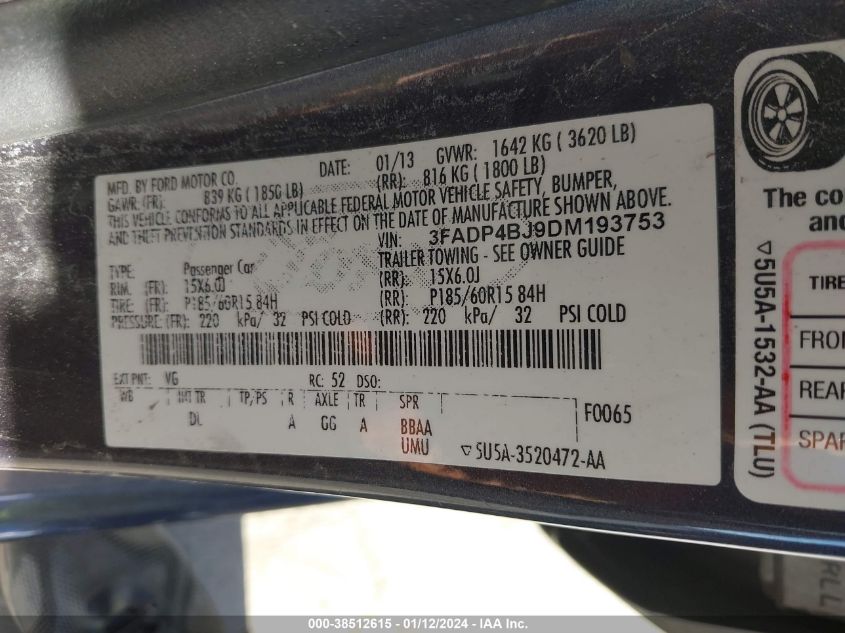 MFD. BY FORD MOTOR CO.
DATE: 01/13 GVWR: 1642 KG ( 3620 LB)
GAWR: (FR): 839 KG ( 1850 LB) (RR): 816 KG ( 1800 LB)
THIS VEHICLE CONFORMS TO ALL APPLICABLE FEDERAL MOTOR VEHICLE SAFETY, BUMPER,
AND THEFT PREVENTION STANDARDS IN EFFECT ON THE DATE OF MANUFACTURE SHOWN ABOVE.
VIN: 3FADP4BJ9DM193753
TRAILER TOWING - SEE OWNER GUIDE
TYPE: Passenger Car
RIM: (FR): 15X6.0J (RR): 15X6.0J
TIRE: (FR): P185/60R15 84H (RR): P185/60R15 84H
PRESSURE: (FR): 220 kPa/ 32 PSI COLD (RR): 220 kPa/ 32 PSI COLD
EXT PNT: VG RC: 52 DSO:
WB INT TR TP/PS R AXLE TR SPR
DL A GG A BBAA
UMU
F0065
▽5U5A-3520472-AA
The co
and
TIRE
FRON
REAR
SPAR
▽5U5A-1532-AA (TLU)
000-38512615 - 01/12/2024 - IAA Inc.